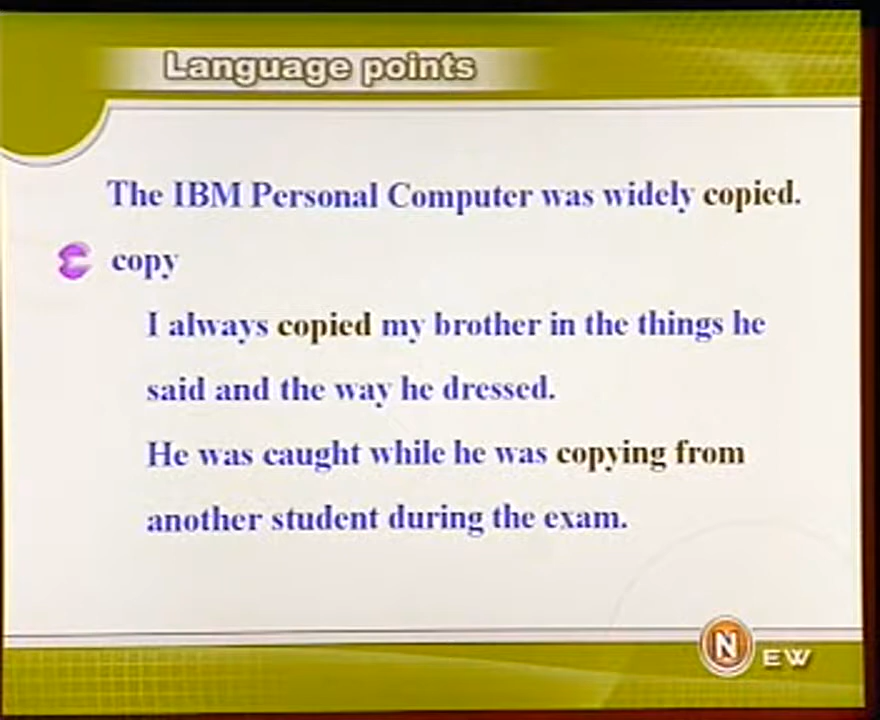 Language points
The IBM Personal Computer was widely copied.
copy
I always copied my brother in the things he
said and the way he dressed.
He was caught while he was copying from
another student during the exam.
NEW